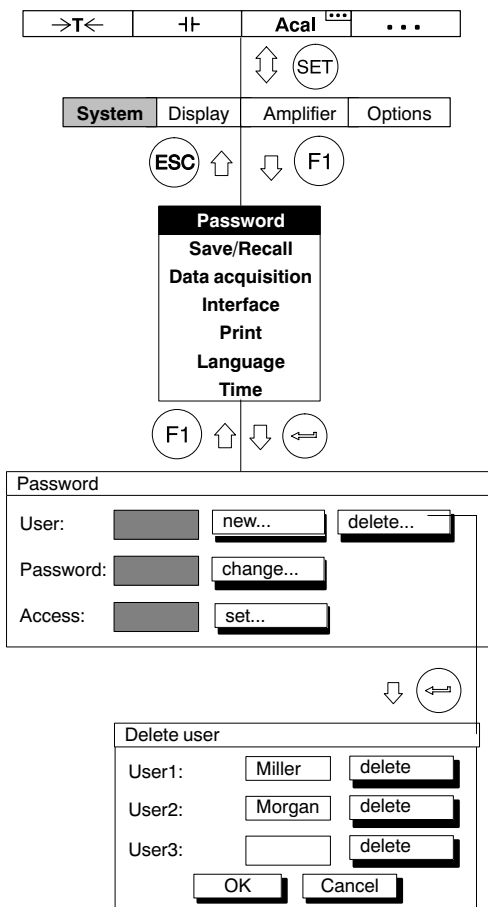 →T← ⊣⊢ Acal ...
SET
System Display Amplifier Options
ESC F1
Password
Save/Recall
Data acquisition
Interface
Print
Language
Time
F1
Password
User: new... delete...
Password: change...
Access: set...
Delete user
User1: Miller delete
User2: Morgan delete
User3: delete
OK Cancel